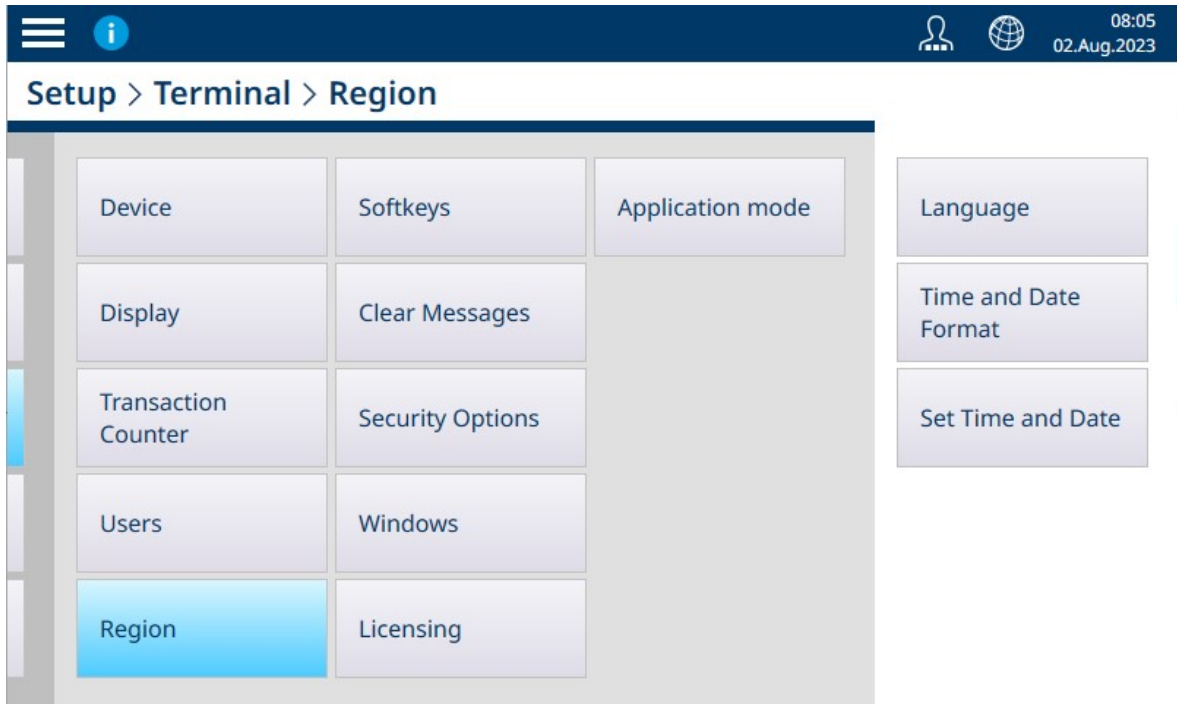 i
08:05
02.Aug.2023
Setup > Terminal > Region
Device
Softkeys
Application mode
Language
Display
Clear Messages
Time and Date
Format
Transaction
Counter
Security Options
Set Time and Date
Users
Windows
Region
Licensing